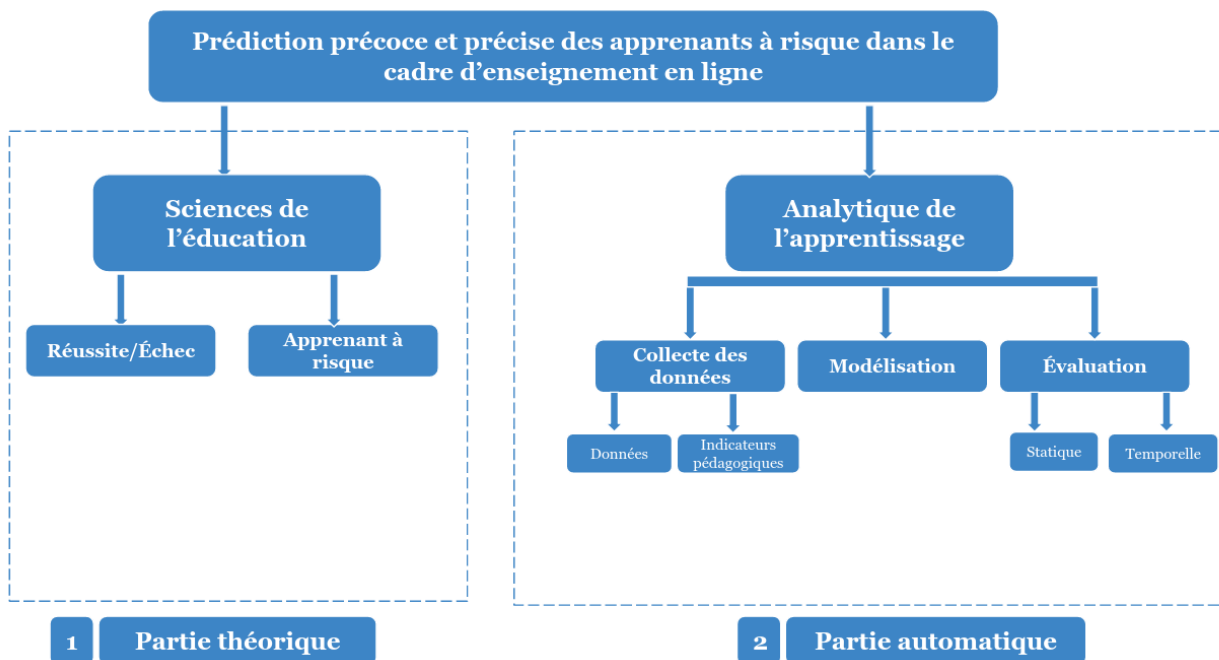 Prédiction précoce et précise des apprenants à risque dans le
cadre d’enseignement en ligne
Sciences de
l’éducation
Réussite/Échec
Apprenant à
risque
1
Partie théorique
Analytique de
l’apprentissage
Collecte des
données
Modélisation
Évaluation
Données
Indicateurs
pédagogiques
Statique
Temporelle
2
Partie automatique